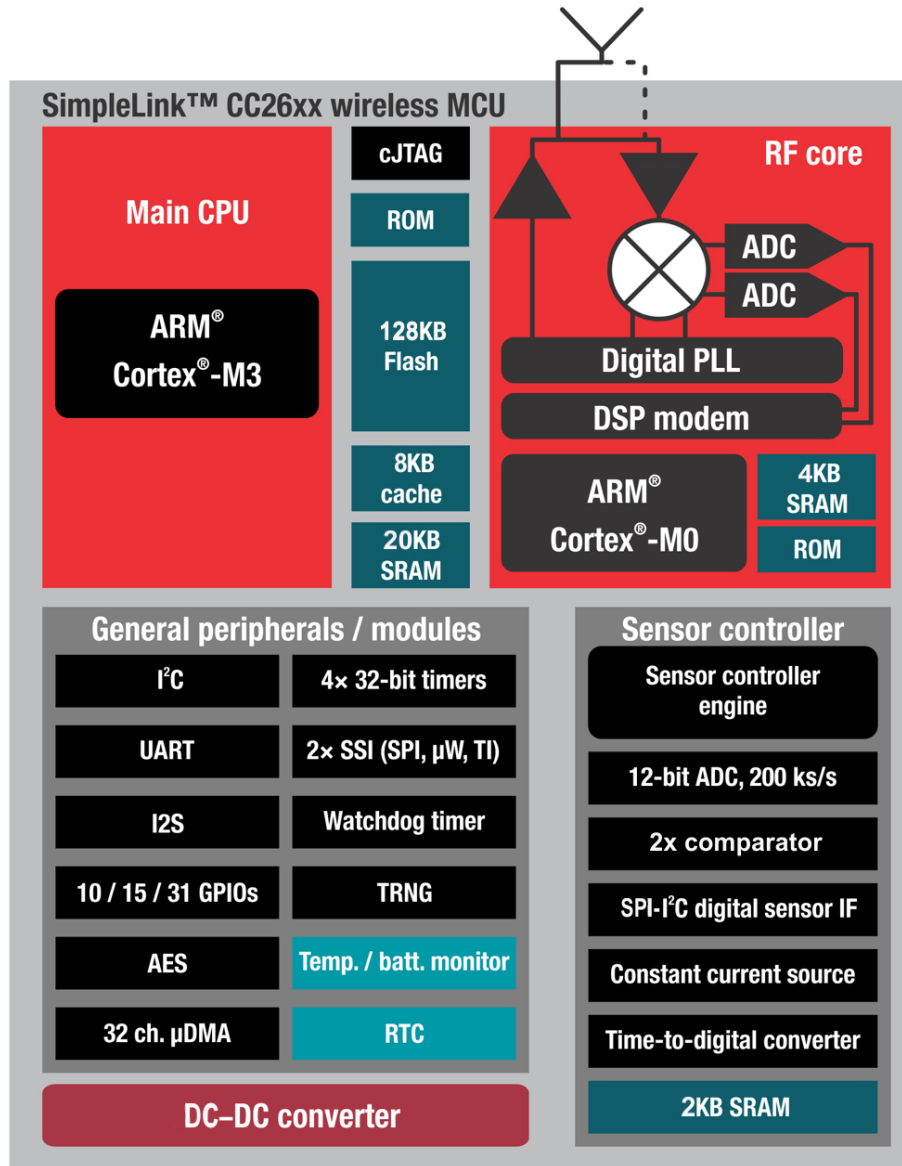 SimpleLink™ CC26xx wireless MCU
Main CPU
ARM®
Cortex®-M3
cJTAG
ROM
128KB
Flash
8KB
cache
20KB
SRAM
RF core
ADC
ADC
Digital PLL
DSP modem
ARM®
Cortex®-M0
4KB
SRAM
ROM
General peripherals / modules
I²C
4× 32-bit timers
UART
2× SSI (SPI, µW, TI)
I2S
Watchdog timer
10 / 15 / 31 GPIOs
TRNG
AES
Temp. / batt. monitor
32 ch. µDMA
RTC
DC–DC converter
Sensor controller
Sensor controller
engine
12-bit ADC, 200 ks/s
2x comparator
SPI-I²C digital sensor IF
Constant current source
Time-to-digital converter
2KB SRAM